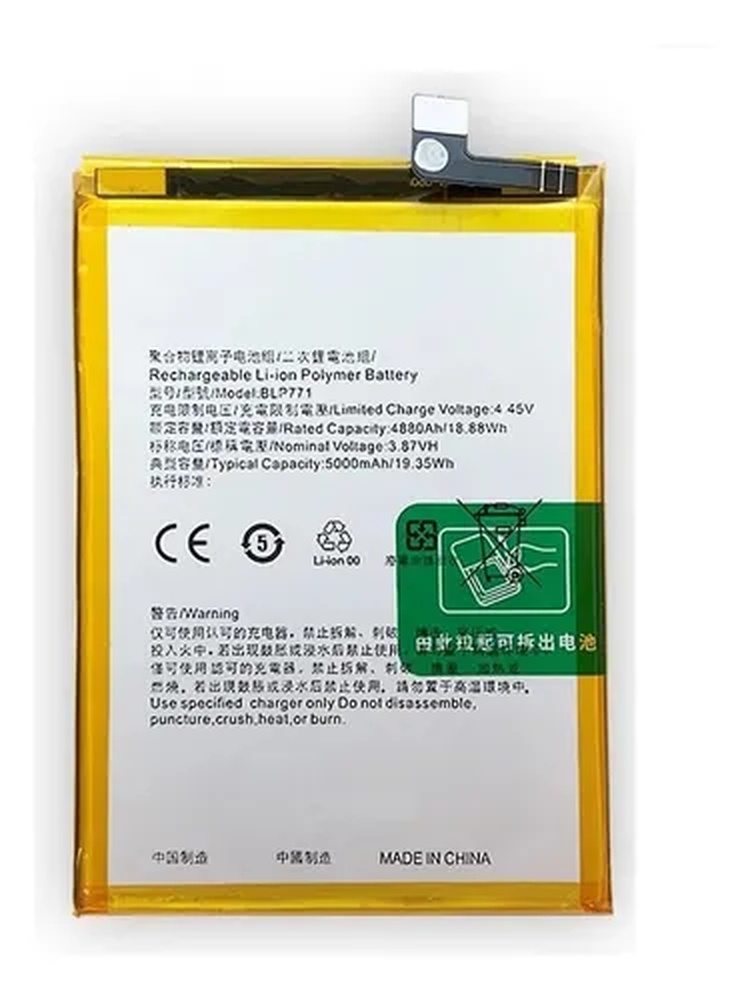 聚合物锂离子电池组/二次鋰電池組/
Rechargeable Li-ion Polymer Battery
型号/型號/Model:BLP771
充电限制电压/充電限制電壓/Limited Charge Voltage:4.45V
额定容量/額定電容量/Rated Capacity:4880Ah/18.88Wh
标称电压/標稱電壓/Nominal Voltage:3.87VH
典型容量/Typical Capacity:5000mAh/19.35Wh
执行标准:
CE 5
Li-ion 00
警告/Warning
仅可使用认可的充电器。禁止拆解、刺破
投入火中。若出现鼓胀或浸水后禁止使用
由此拉起可拆出电池
僅可使用認可的充電器。禁止拆解、刺破
燃燒。若出現鼓脹或浸水后禁止使用。請勿置于高溫環境中。
Use specified charger only Do not disassemble,
puncture,crush,heat,or burn.
中国制造 中國製造 MADE IN CHINA